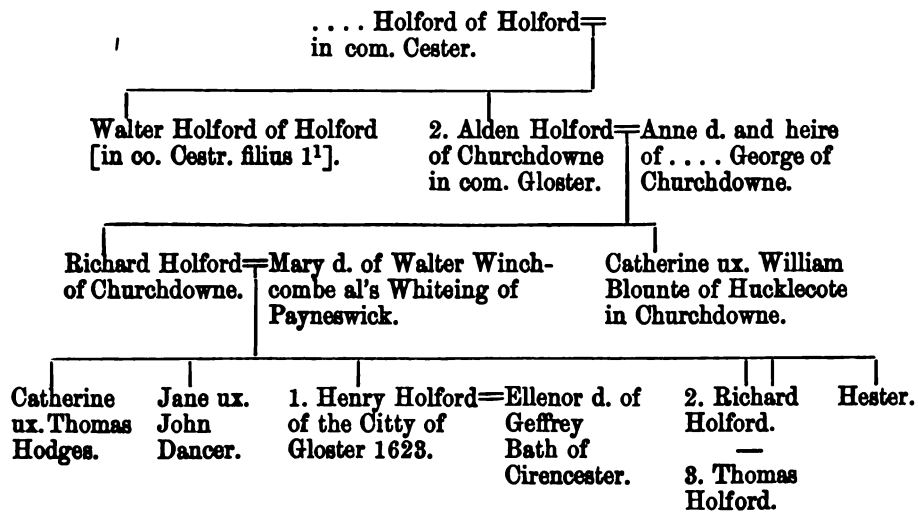 .... Holford of Holford=
in com. Cester.
Walter Holford of Holford
[in co. Cestr. filius 1¹].
2. Alden Holford=
of Churchdowne
in com. Gloster.
Anne d. and heire
of .... George of
Churchdowne.
Richard Holford=
of Churchdowne.
Mary d. of Walter Winch-
combe al's Whiteing of
Payneswick.
Catherine ux. William
Blounte of Hucklecote
in Churchdowne.
Catherine
ux. Thomas
Hodges.
Jane ux.
John
Dancer.
1. Henry Holford=
of the Citty of
Gloster 1623.
Ellenor d. of
Geffrey
Bath of
Cirencester.
2. Richard
Holford.
—
3. Thomas
Holford.
Hester.